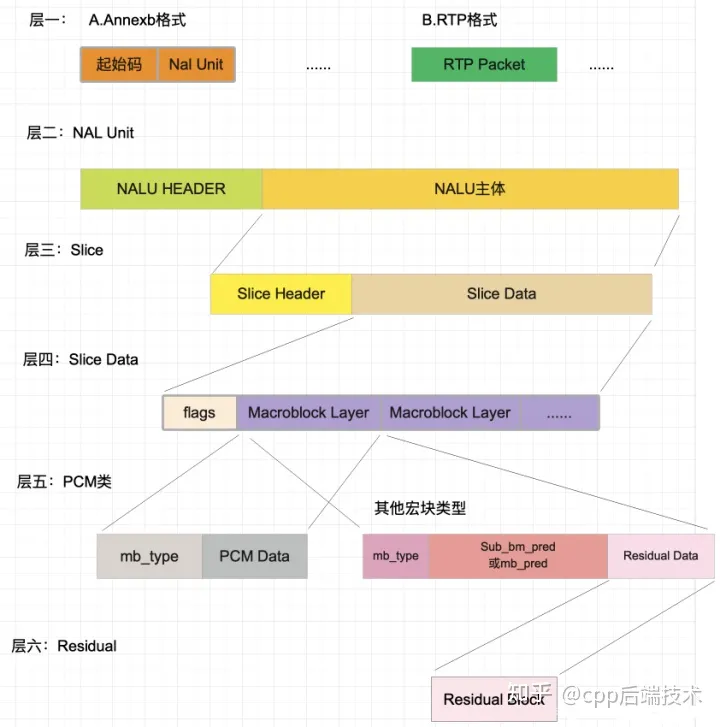 层一： A.Annexb格式 B.RTP格式
起始码 Nal Unit ...... RTP Packet ......
层二：NAL Unit
NALU HEADER NALU主体
层三：Slice
Slice Header Slice Data
层四：Slice Data
flags Macroblock Layer Macroblock Layer ......
层五：PCM类
其他宏块类型
mb_type PCM Data mb_type Sub_bm_pred Residual Data
或mb_pred
层六：Residual
Residual Block
知乎 @cpp后端技术